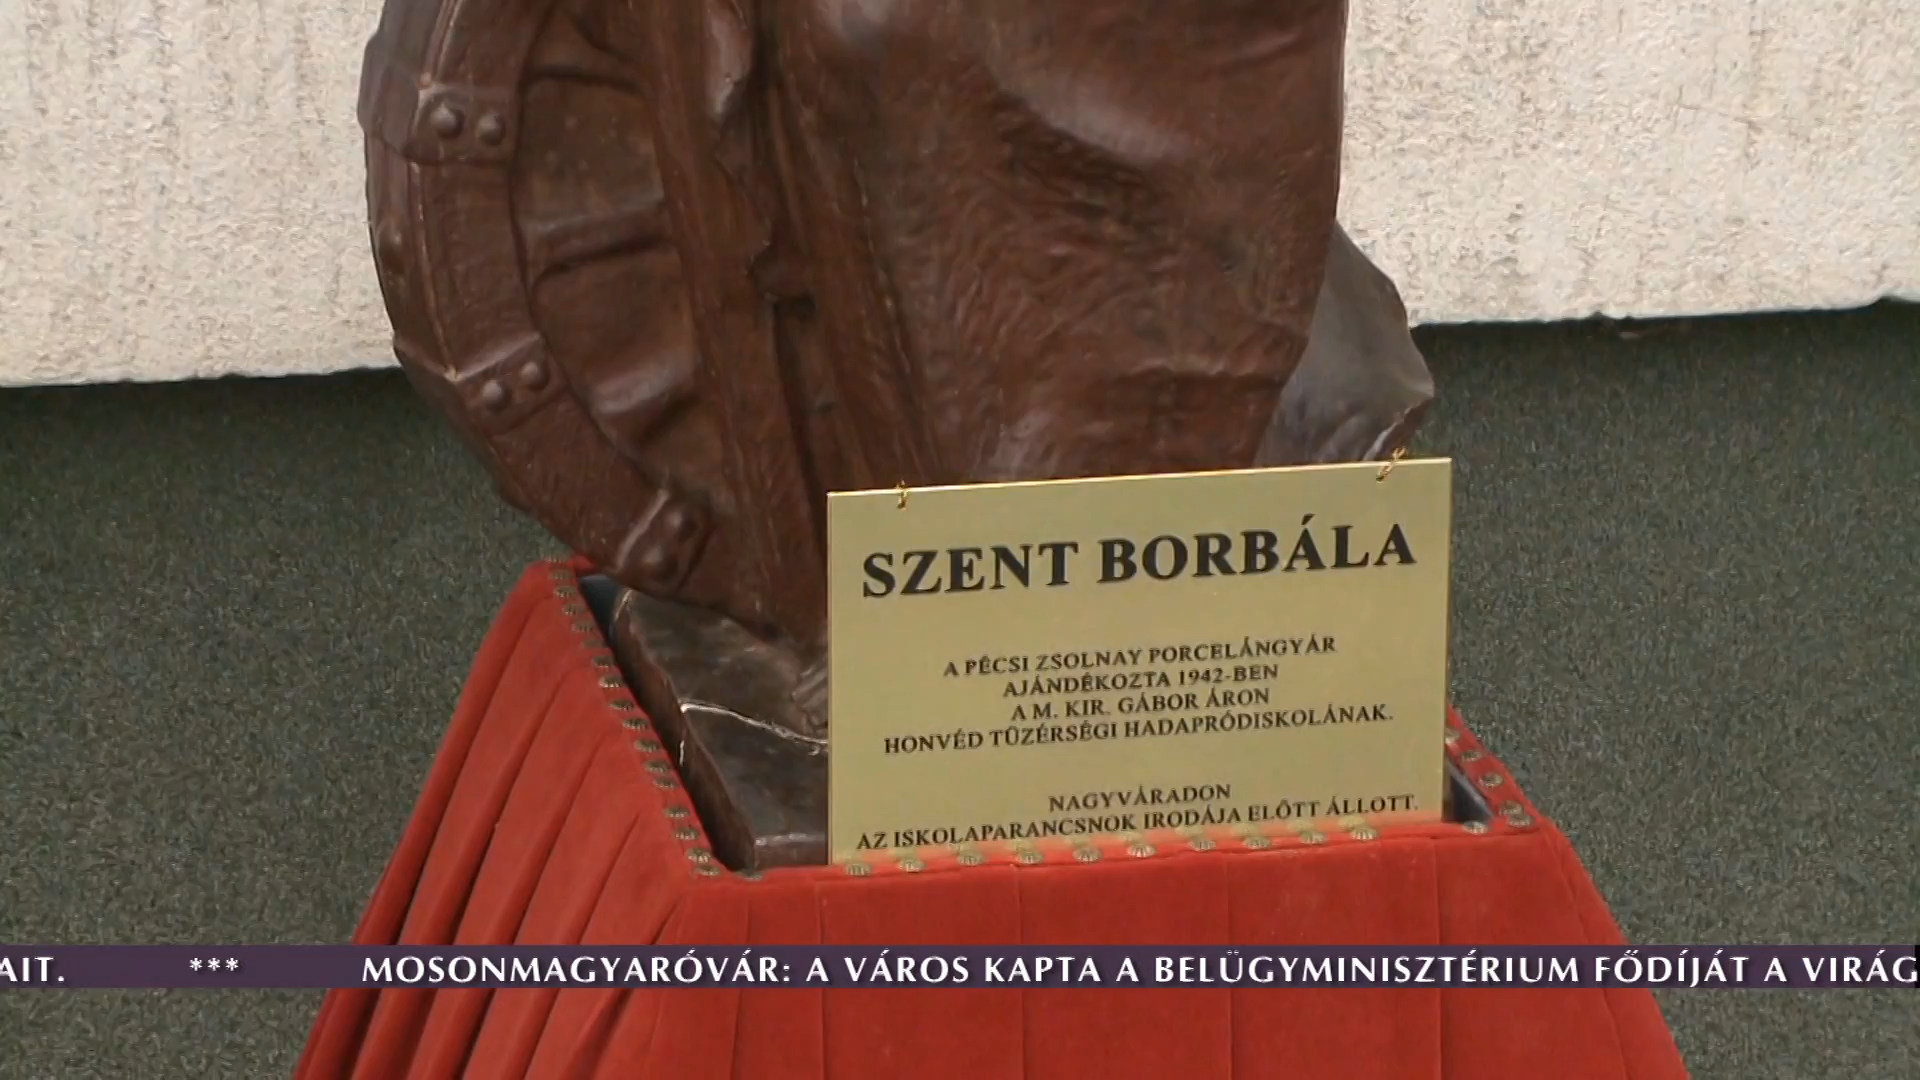 SZENT BORBÁLA
A PÉCSI ZSOLNAY PORCELÁNGYÁR
AJÁNDÉKOZTA 1942-BEN
A M. KIR. GÁBOR ÁRON
HONVÉD TÜZÉRSÉGI HADAPRÓDISKOLÁNAK.
NAGYVÁRADON
AZ ISKOLAPARANCSNOK IRODÁJA ELŐTT ÁLLOTT.
AIT. *** MOSONMAGYARÓVÁR: A VÁROS KAPTA A BELÜGYMINISZTÉRIUM FŐDÍJÁT A VIRÁG